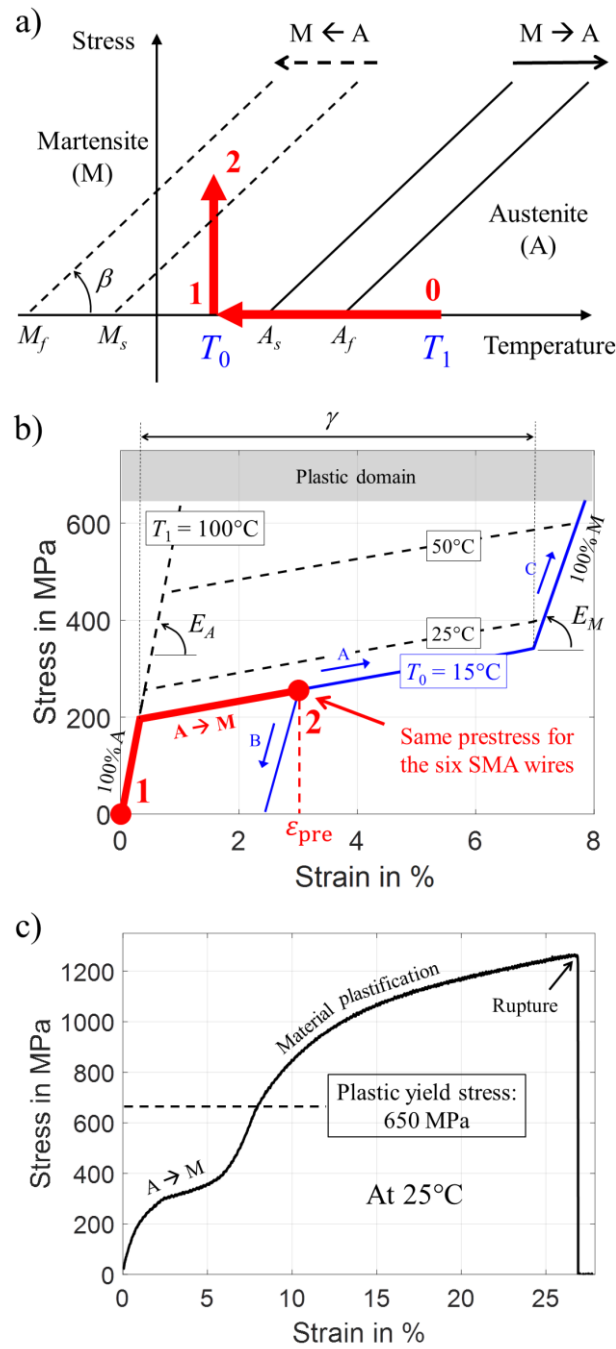 a)
Stress
M ← A
M → A
Martensite
(M)
2
Austenite
(A)
β
1
0
M_f
M_s
T_0
A_s
A_f
T_1
Temperature
b)
γ
Plastic domain
T_1 = 100°C
600
50°C
C
100% M
400
E_A
25°C
E_M
A
T_0 = 15°C
200
A → M
2
B
Same prestress for
the six SMA wires
100% A
1
0
ε_pre
0 2 4 6 8
Strain in %
Stress in MPa
c)
1200
Material plastification
Rupture
1000
800
Plastic yield stress:
650 MPa
600
A → M
400
At 25°C
200
0
0 5 10 15 20 25
Strain in %
Stress in MPa